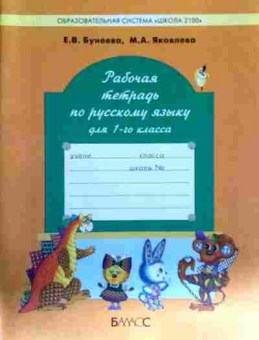 ОБРАЗОВАТЕЛЬНАЯ СИСТЕМА «ШКОЛА 2100»
Е.В. Бунеева, М.А. Яковлева
Рабочая
тетрадь
по русскому языку
для 1-го класса
учени класса
школы №
БАЛАСС